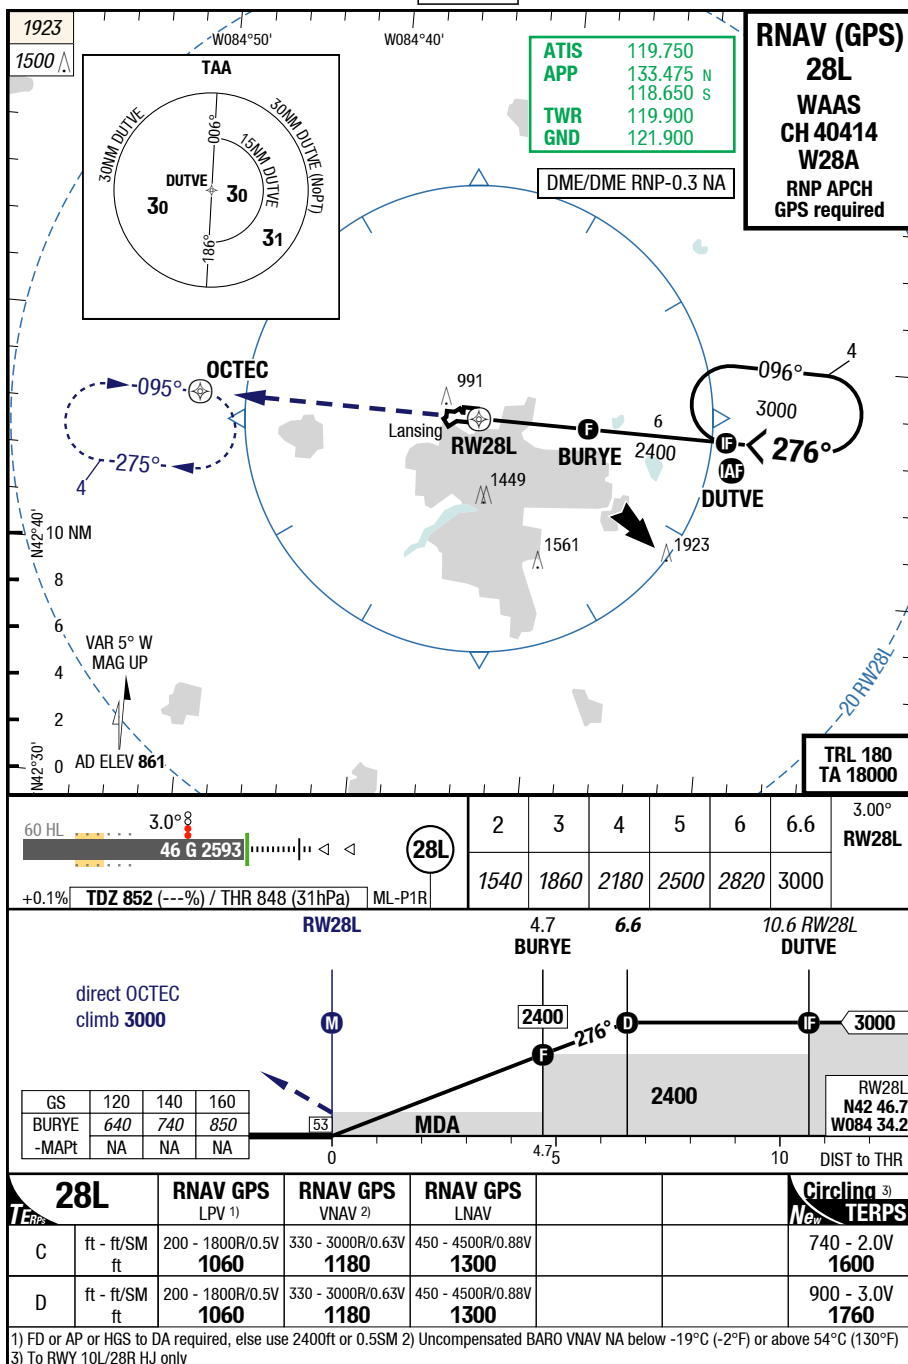 1923
1500
W084°50'
W084°40'
TAA
30NM DUTVE
30NM DUTVE (NoPT)
15NM DUTVE
006°
186°
DUTVE
30
30
31
ATIS 119.750
APP 133.475 N
118.650 S
TWR 119.900
GND 121.900
DME/DME RNP-0.3 NA
RNAV (GPS)
28L
WAAS
CH 40414
W28A
RNP APCH
GPS required
OCTEC
095°
275°
4
991
Lansing
RW28L
F
BURYE
6
2400
IF
IAF
DUTVE
096°
4
3000
276°
1449
1561
1923
N42°40'
10 NM
8
6
4
2
0
N42°30'
VAR 5° W
MAG UP
AD ELEV 861
20 RW28L
TRL 180
TA 18000
60 HL
3.0°
46 G 2593
+0.1%
TDZ 852 (---%) / THR 848 (31hPa)
ML-P1R
28L
2 3 4 5 6 6.6
1540 1860 2180 2500 2820 3000
3.00°
RW28L
RW28L
4.7
BURYE
6.6
10.6 RW28L
DUTVE
direct OCTEC
climb 3000
M
2400
F
276°
D
IF
3000
2400
MDA
53
RW28L
N42 46.7
W084 34.2
GS 120 140 160
BURYE 640 740 850
-MAPt NA NA NA
0 4.7 5 10 DIST to THR
28L
TERPS
RNAV GPS
LPV 1)
RNAV GPS
VNAV 2)
RNAV GPS
LNAV
Circling 3)
New TERPS
C
ft - ft/SM
ft
200 - 1800R/0.5V
1060
330 - 3000R/0.63V
1180
450 - 4500R/0.88V
1300
740 - 2.0V
1600
D
ft - ft/SM
ft
200 - 1800R/0.5V
1060
330 - 3000R/0.63V
1180
450 - 4500R/0.88V
1300
900 - 3.0V
1760
1) FD or AP or HGS to DA required, else use 2400ft or 0.5SM 2) Uncompensated BARO VNAV NA below -19°C (-2°F) or above 54°C (130°F)
3) To RWY 10L/28R HJ only